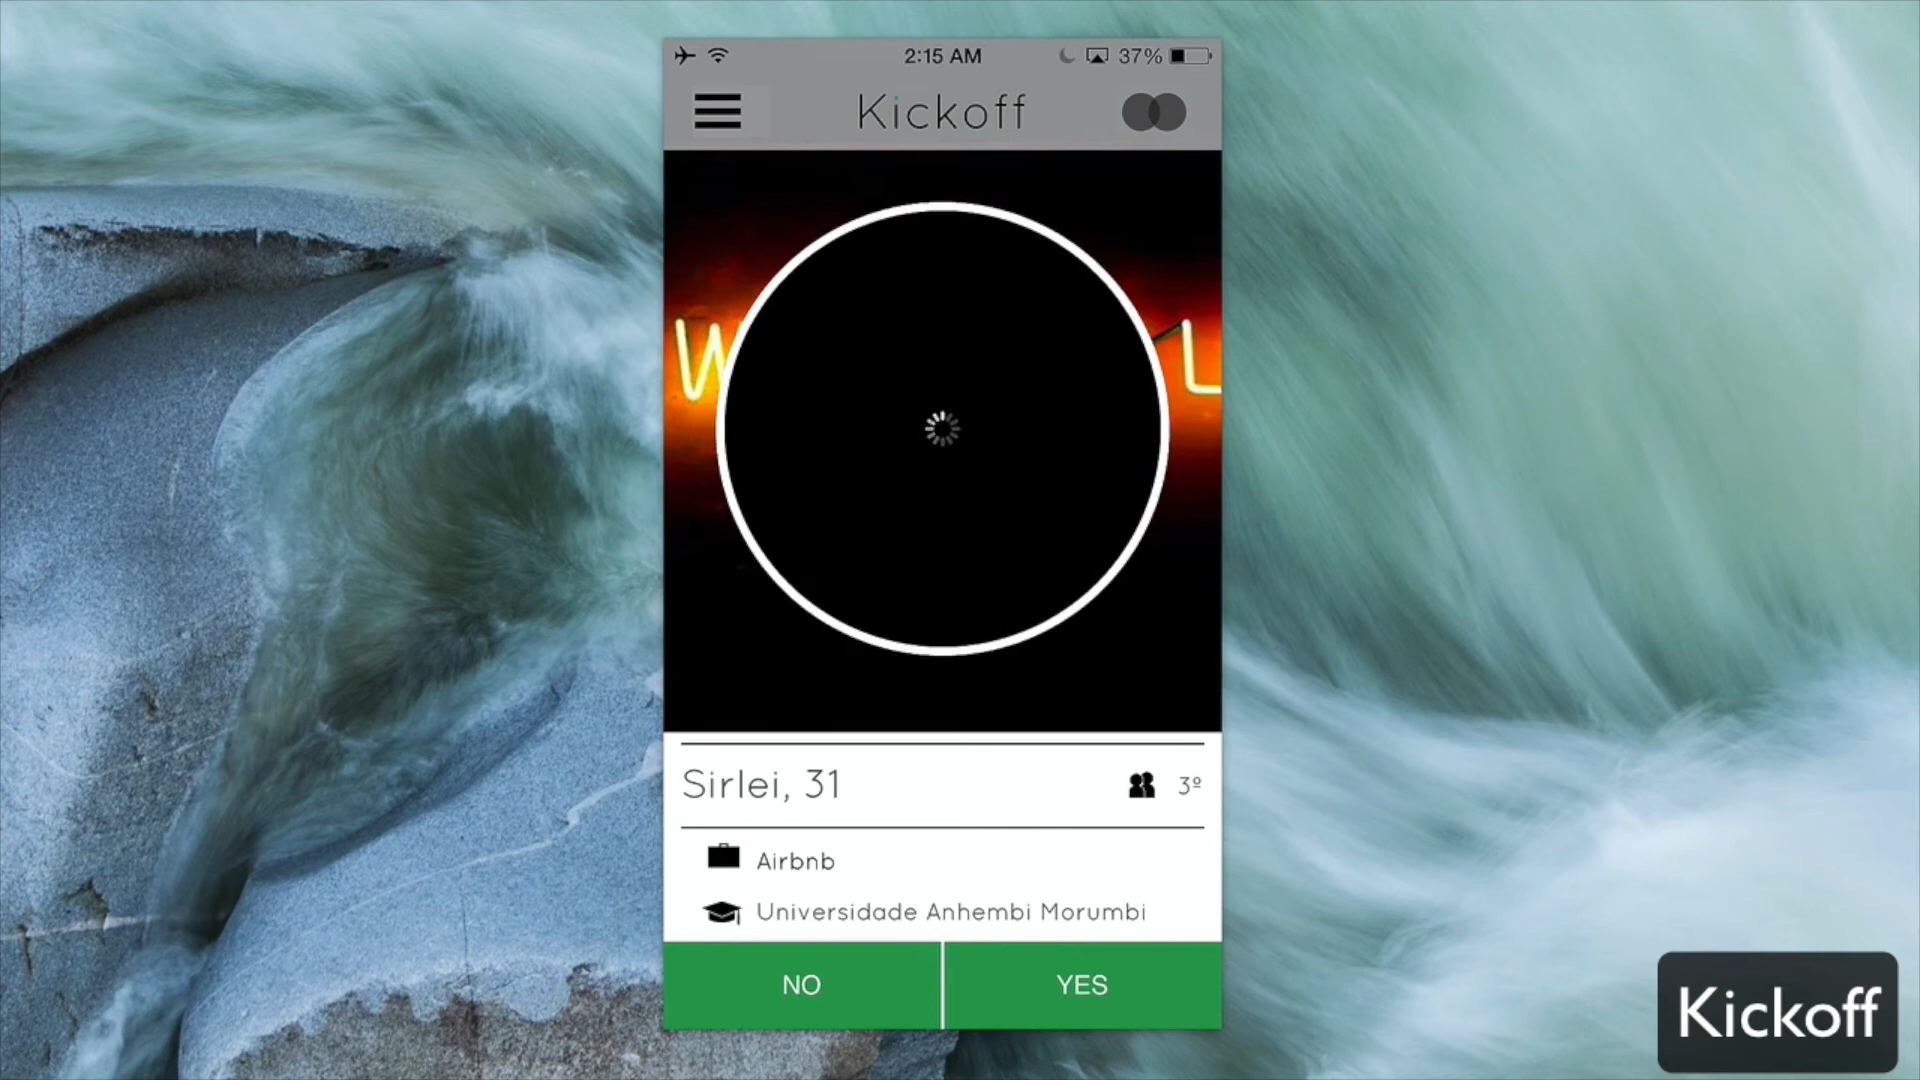 2:15 AM
37%
Kickoff
W L
Sirlei, 31
3º
Airbnb
Universidade Anhembi Morumbi
NO
YES
Kickoff